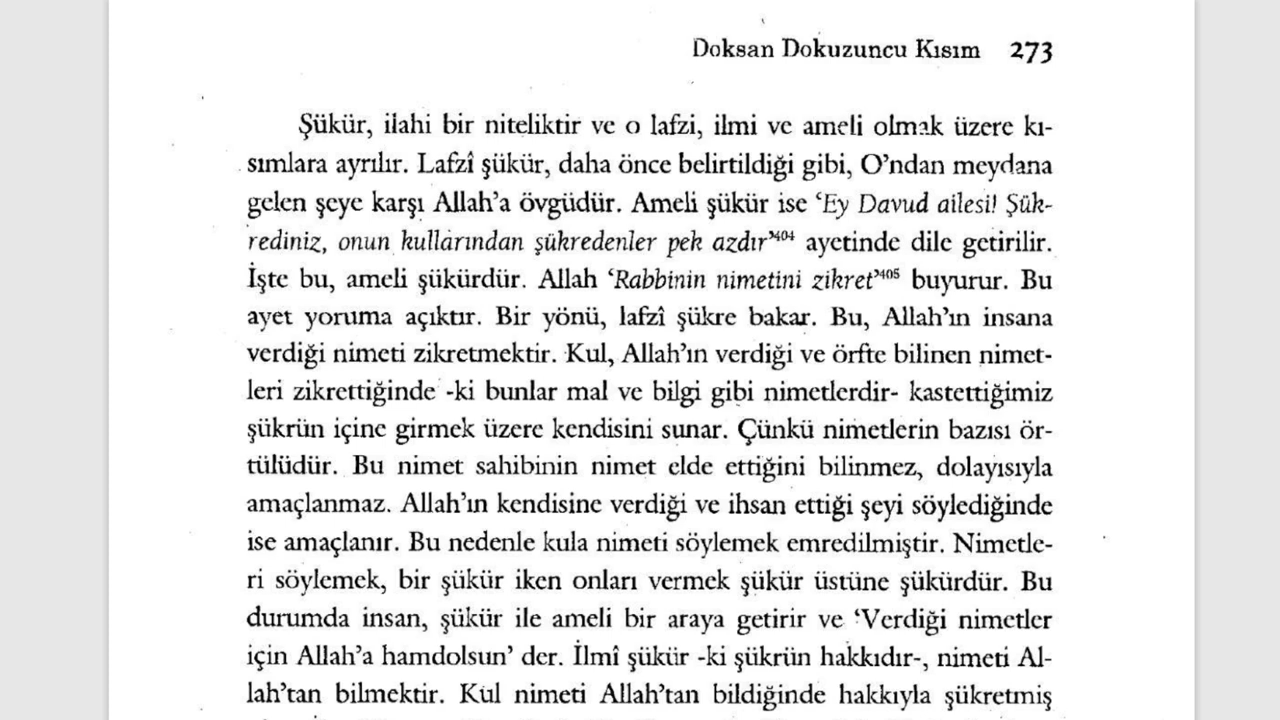 Doksan Dokuzuncu Kısım 273
Şükür, ilahi bir niteliktir ve o lafzi, ilmi ve ameli olmak üzere kı-
sımlara ayrılır. Lafzî şükür, daha önce belirtildiği gibi, O'ndan meydana
gelen şeye karşı Allah'a övgüdür. Ameli şükür ise 'Ey Davud ailesi! Şük-
rediniz, onun kullarından şükredenler pek azdır'404 ayetinde dile getirilir.
İşte bu, ameli şükürdür. Allah 'Rabbinin nimetini zikret'405 buyurur. Bu
ayet yoruma açıktır. Bir yönü, lafzî şükre bakar. Bu, Allah'ın insana
verdiği nimeti zikretmektir. Kul, Allah'ın verdiği ve örfte bilinen nimet-
leri zikrettiğinde -ki bunlar mal ve bilgi gibi nimetlerdir- kastettiğimiz
şükrün içine girmek üzere kendisini sunar. Çünkü nimetlerin bazısı ör-
tülüdür. Bu nimet sahibinin nimet elde ettiğini bilinmez, dolayısıyla
amaçlanmaz. Allah'ın kendisine verdiği ve ihsan ettiği şeyi söylediğinde
ise amaçlanır. Bu nedenle kula nimeti söylemek emredilmiştir. Nimetle-
ri söylemek, bir şükür iken onları vermek şükür üstüne şükürdür. Bu
durumda insan, şükür ile ameli bir araya getirir ve 'Verdiği nimetler
için Allah'a hamdolsun' der. İlmî şükür -ki şükrün hakkıdır-, nimeti Al-
lah'tan bilmektir. Kul nimeti Allah'tan bildiğinde hakkıyla şükretmiş